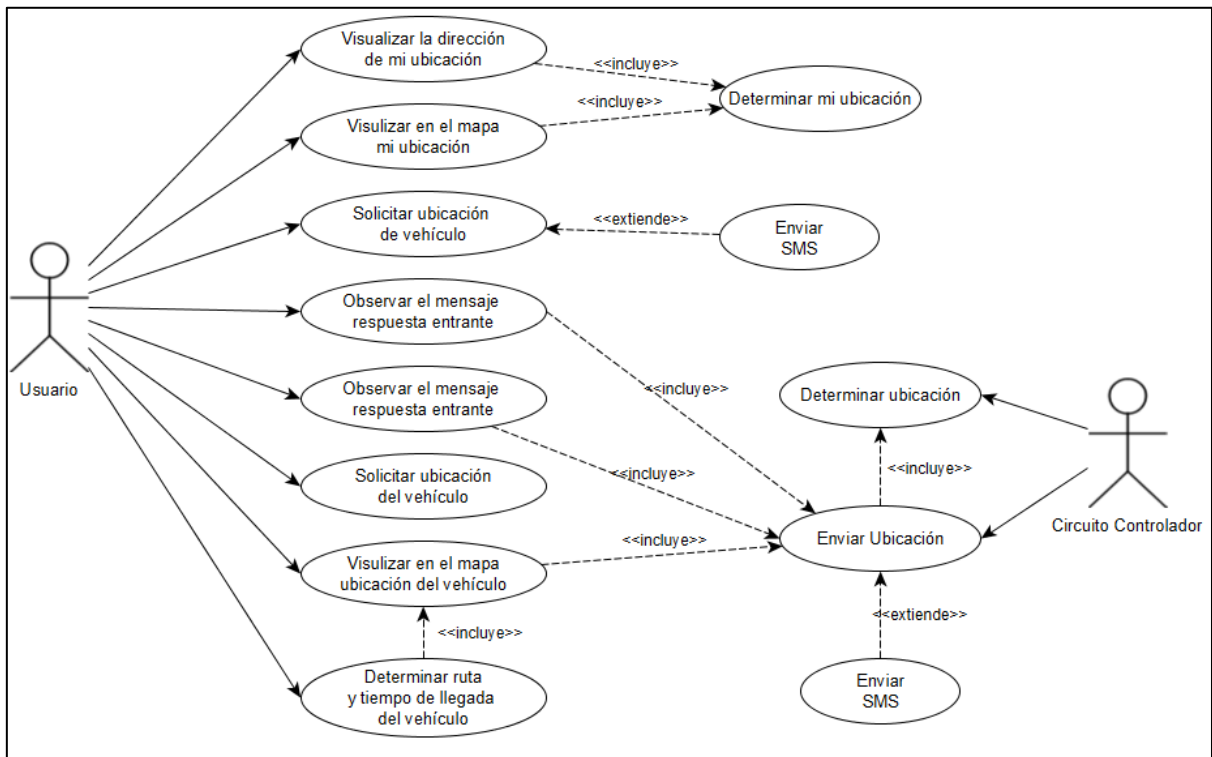 Visualizar la dirección
de mi ubicación
<<incluye>>
Determinar mi ubicación
<<incluye>>
Visulizar en el mapa
mi ubicación
Solicitar ubicación
de vehículo
<<extiende>>
Enviar
SMS
Observar el mensaje
respuesta entrante
Usuario
<<incluye>>
Observar el mensaje
respuesta entrante
Determinar ubicación
<<incluye>>
<<incluye>>
Solicitar ubicación
del vehículo
Circuito Controlador
Enviar Ubicación
<<incluye>>
Visulizar en el mapa
ubicación del vehículo
<<extiende>>
<<incluye>>
Determinar ruta
y tiempo de llegada
del vehículo
Enviar
SMS